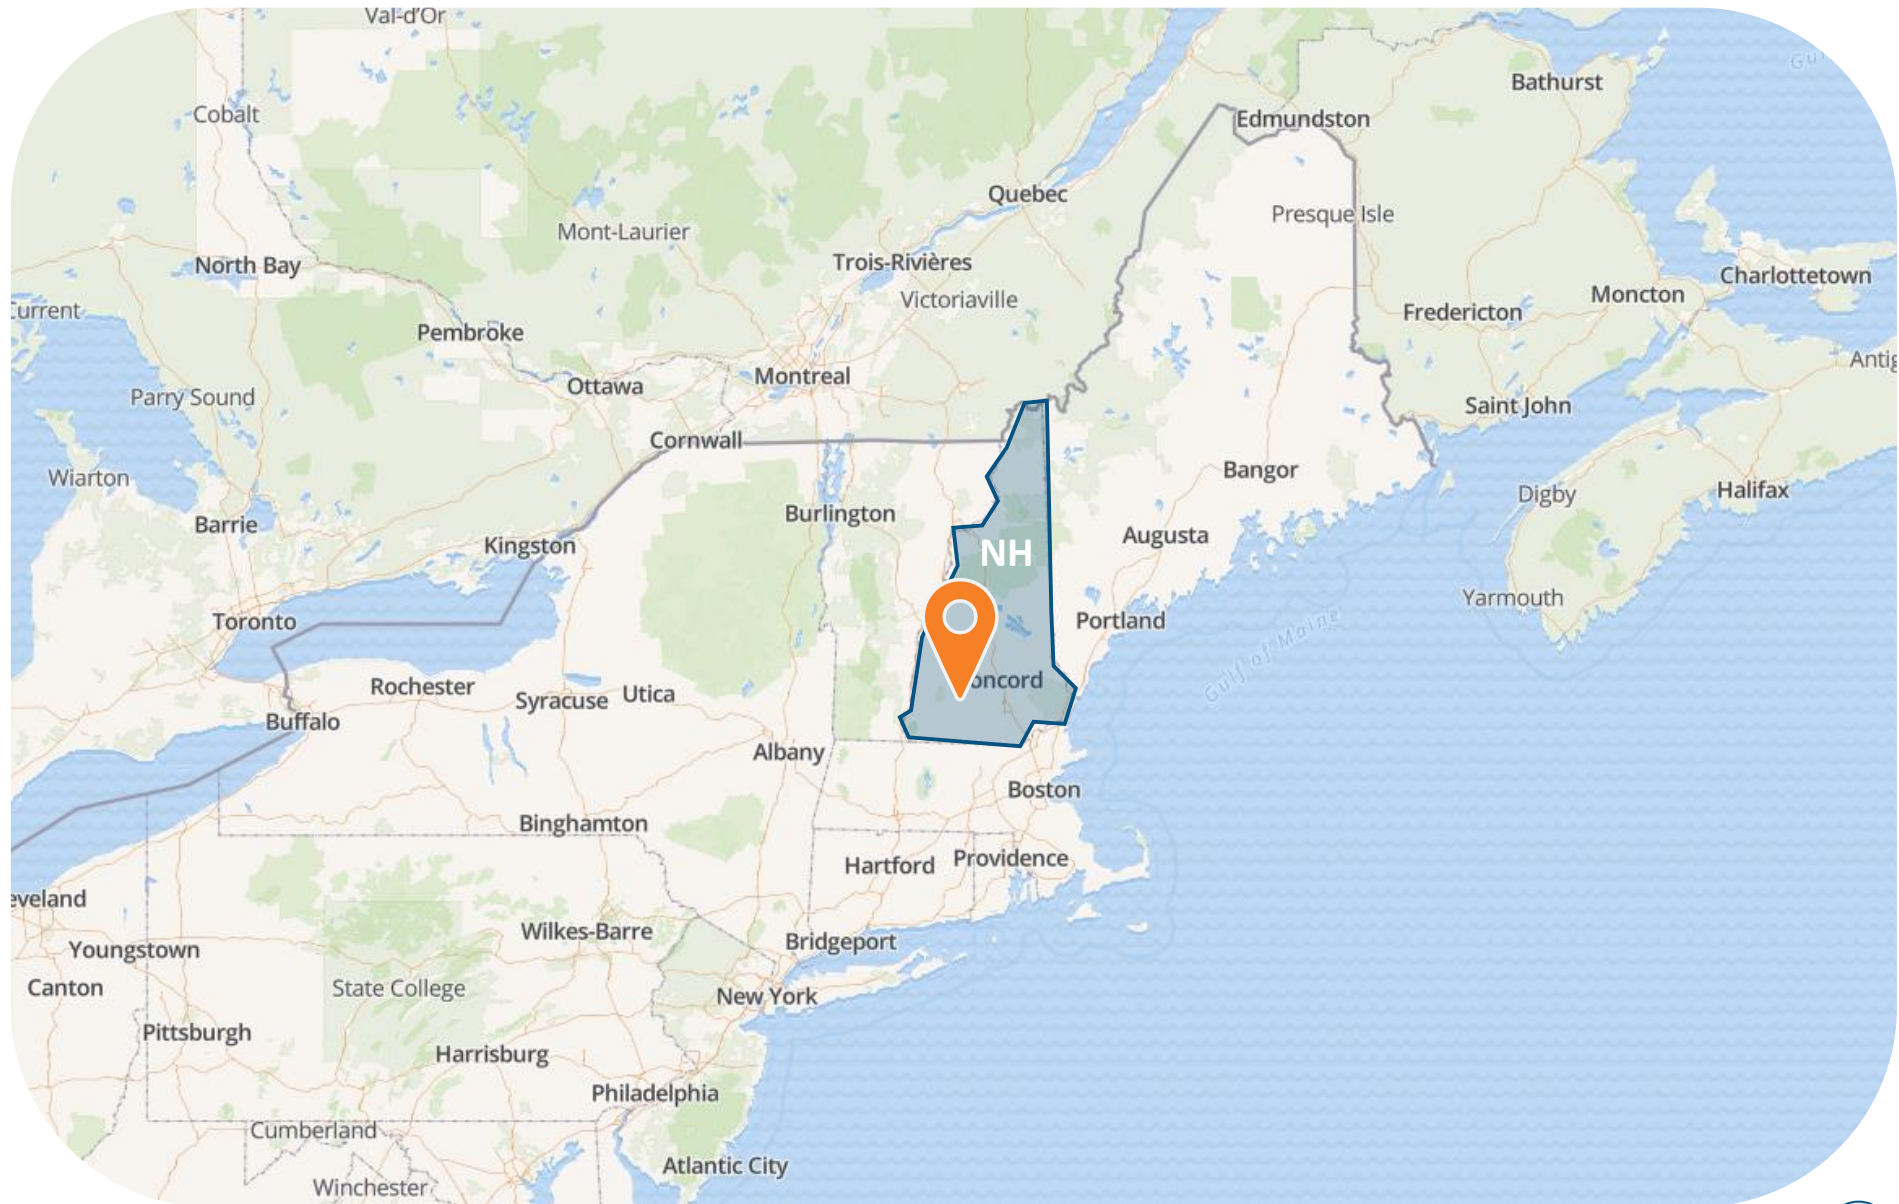 Val-d'Or
Gu
Bathurst
Cobalt
Edmundston
Quebec
Presque Isle
Mont-Laurier
Trois-Rivières
North Bay
Charlottetown
Moncton
Victoriaville
Current
Fredericton
Pembroke
Antig
Montreal
Ottawa
Parry Sound
Saint John
Cornwall
Bangor
Wiarton
Halifax
Digby
Burlington
Barrie
Augusta
Kingston
NH
Yarmouth
Toronto
Portland
Gulf of Maine
oncord
Rochester
Utica
Syracuse
Buffalo
Albany
Boston
Binghamton
Providence
Hartford
eveland
Wilkes-Barre
Bridgeport
Youngstown
Canton
State College
New York
Pittsburgh
Harrisburg
Philadelphia
Cumberland
Atlantic City
Winchester